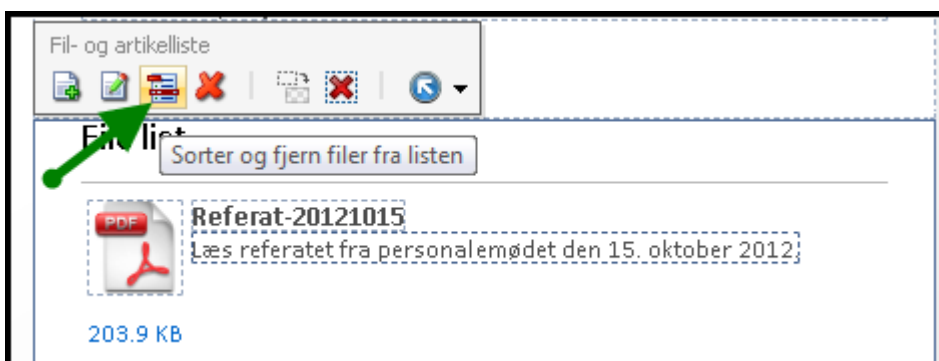 Fil- og artikelliste
Sorter og fjern filer fra listen
PDF
Referat-20121015
Læs referatet fra personalemødet den 15. oktober 2012.
203.9 KB